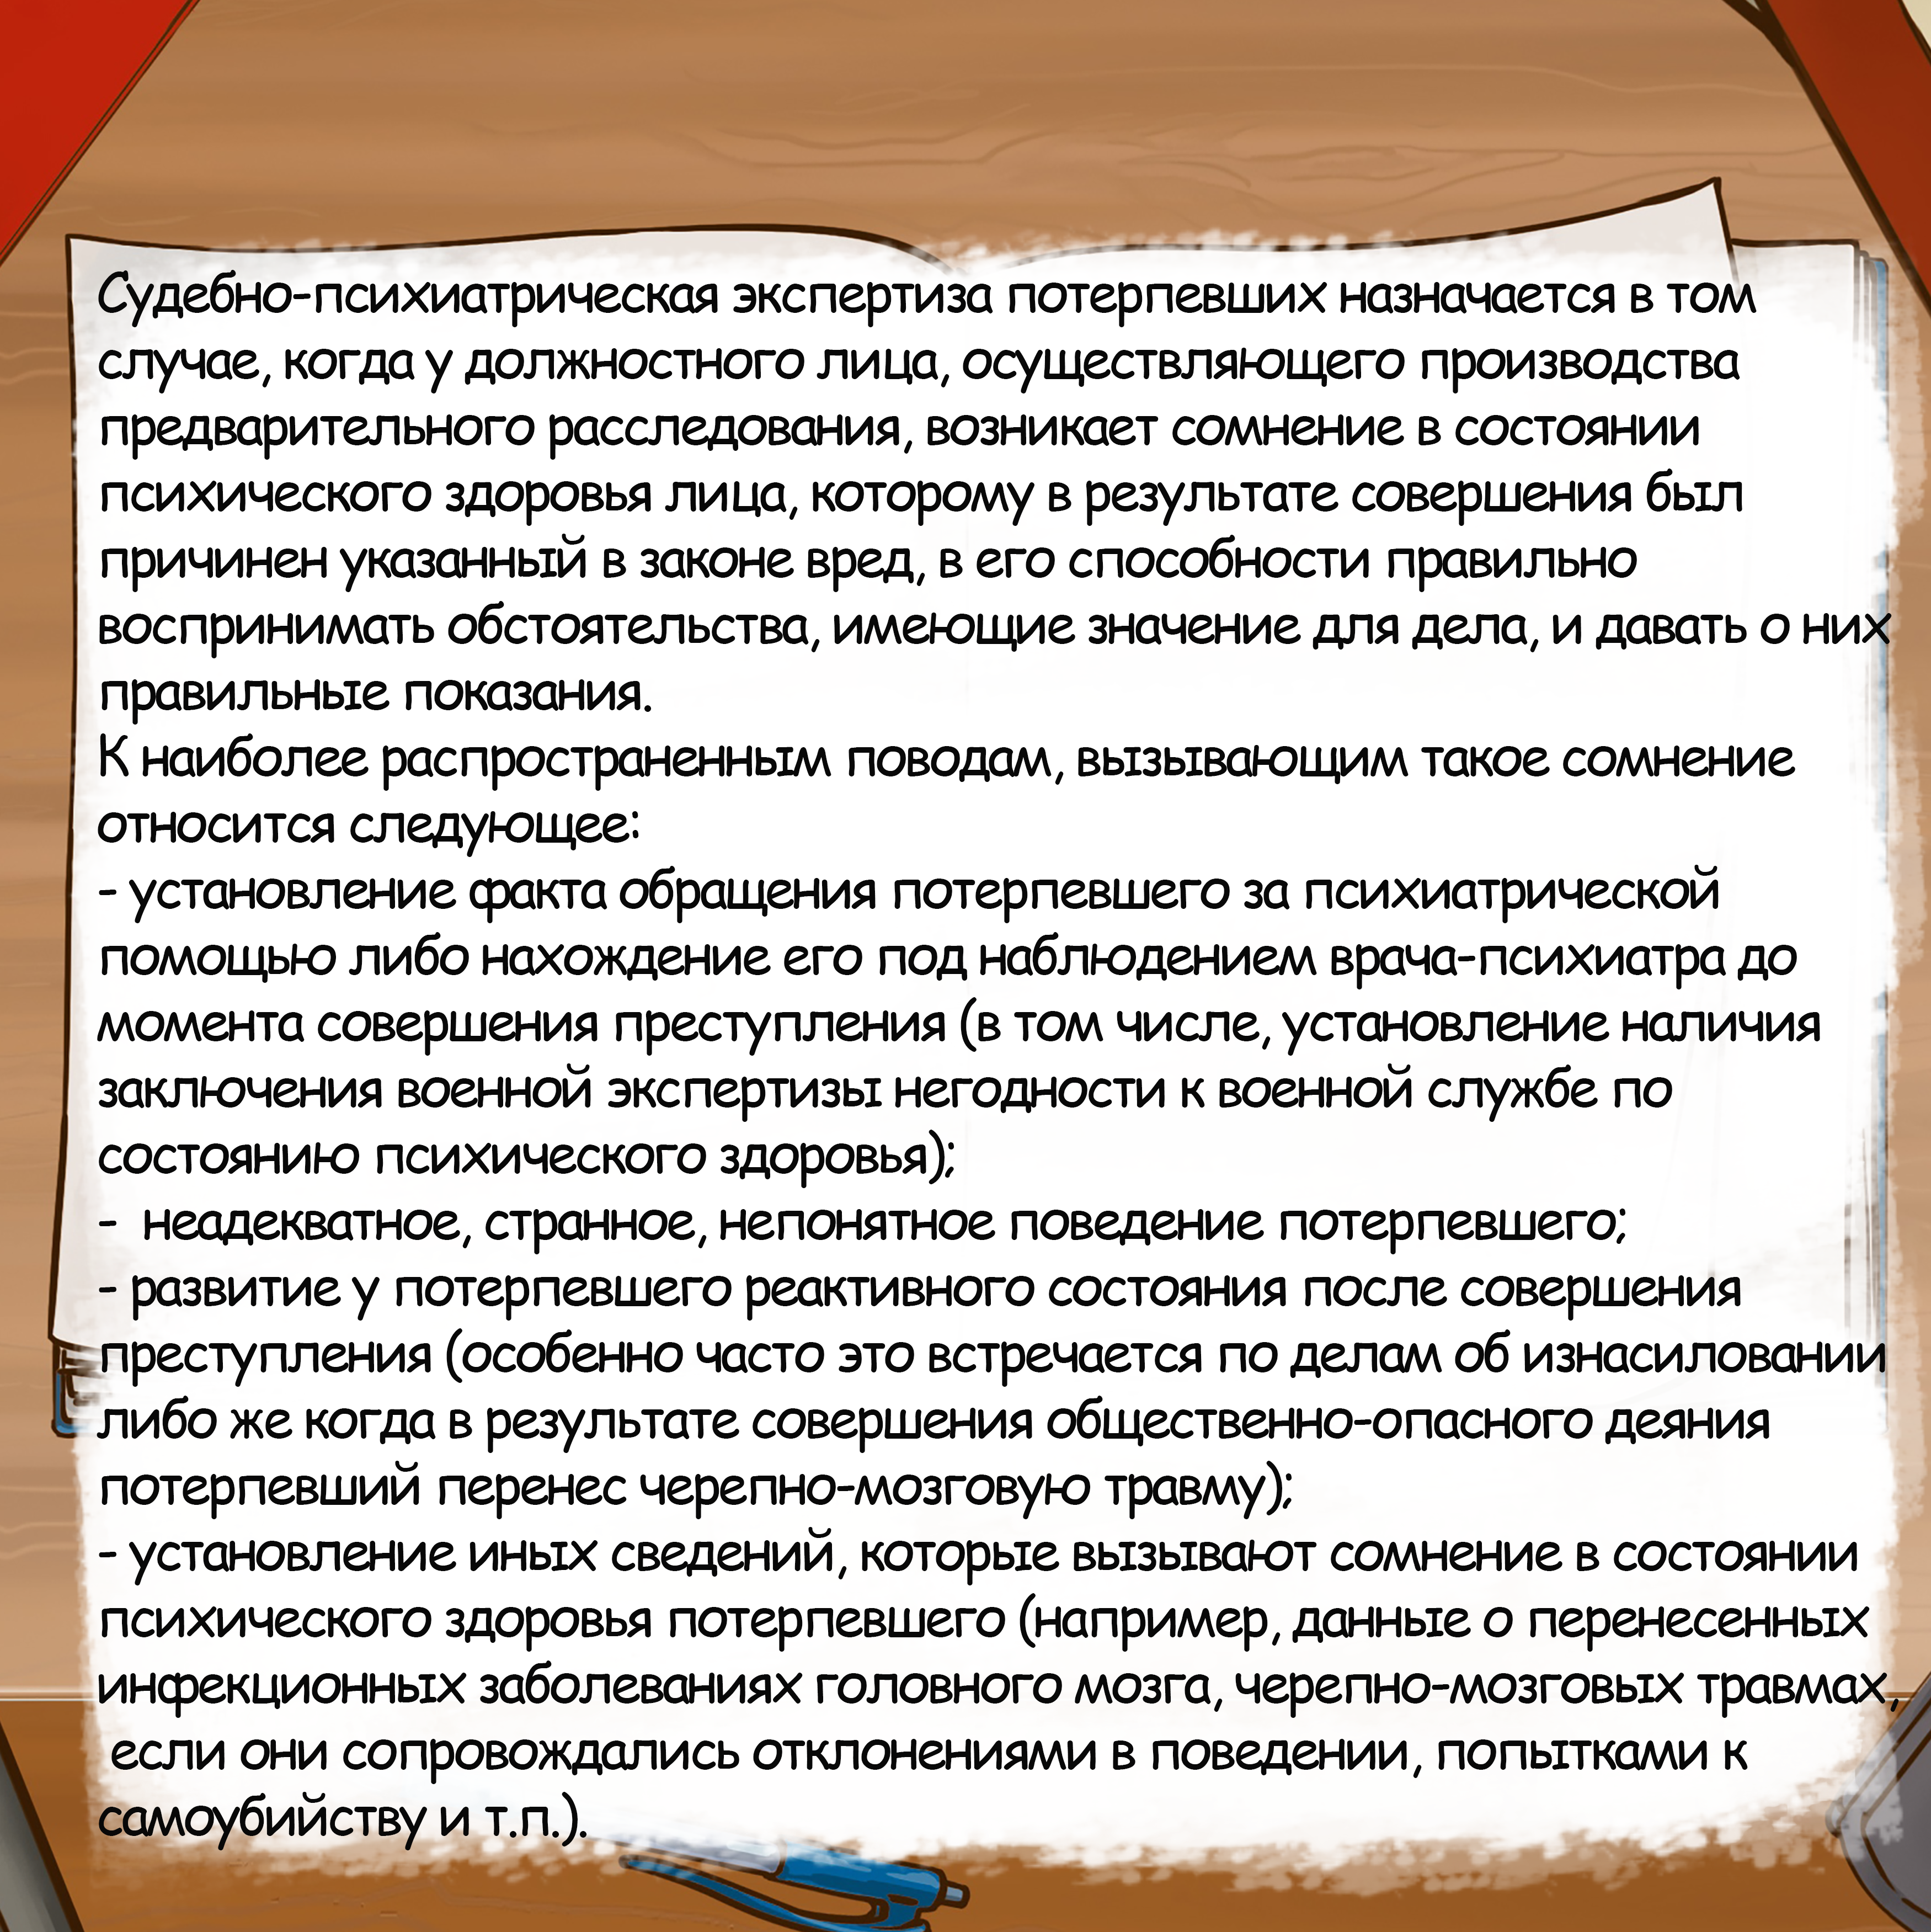 Судебно-психиатрическая экспертиза потерпевших назначается в том
случае, когда у должностного лица, осуществляющего производства
предварительного расследования, возникает сомнение в состоянии
психического здоровья лица, которому в результате совершения был
причинен указанный в законе вред, в его способности правильно
воспринимать обстоятельства, имеющие значение для дела, и давать о них
правильные показания.
К наиболее распространенным поводам, вызывающим такое сомнение
относится следующее:
- установление факта обращения потерпевшего за психиатрической
помощью либо нахождение его под наблюдением врача-психиатра до
момента совершения преступления (в том числе, установление наличия
заключения военной экспертизы негодности к военной службе по
состоянию психического здоровья);
- неадекватное, странное, непонятное поведение потерпевшего;
- развитие у потерпевшего реактивного состояния после совершения
преступления (особенно часто это встречается по делам об изнасиловании
либо же когда в результате совершения общественно-опасного деяния
потерпевший перенес черепно-мозговую травму);
- установление иных сведений, которые вызывают сомнение в состоянии
психического здоровья потерпевшего (например, данные о перенесенных
инфекционных заболеваниях головного мозга, черепно-мозговых травмах,
если они сопровождались отклонениями в поведении, попытками к
самоубийству и т.п.).